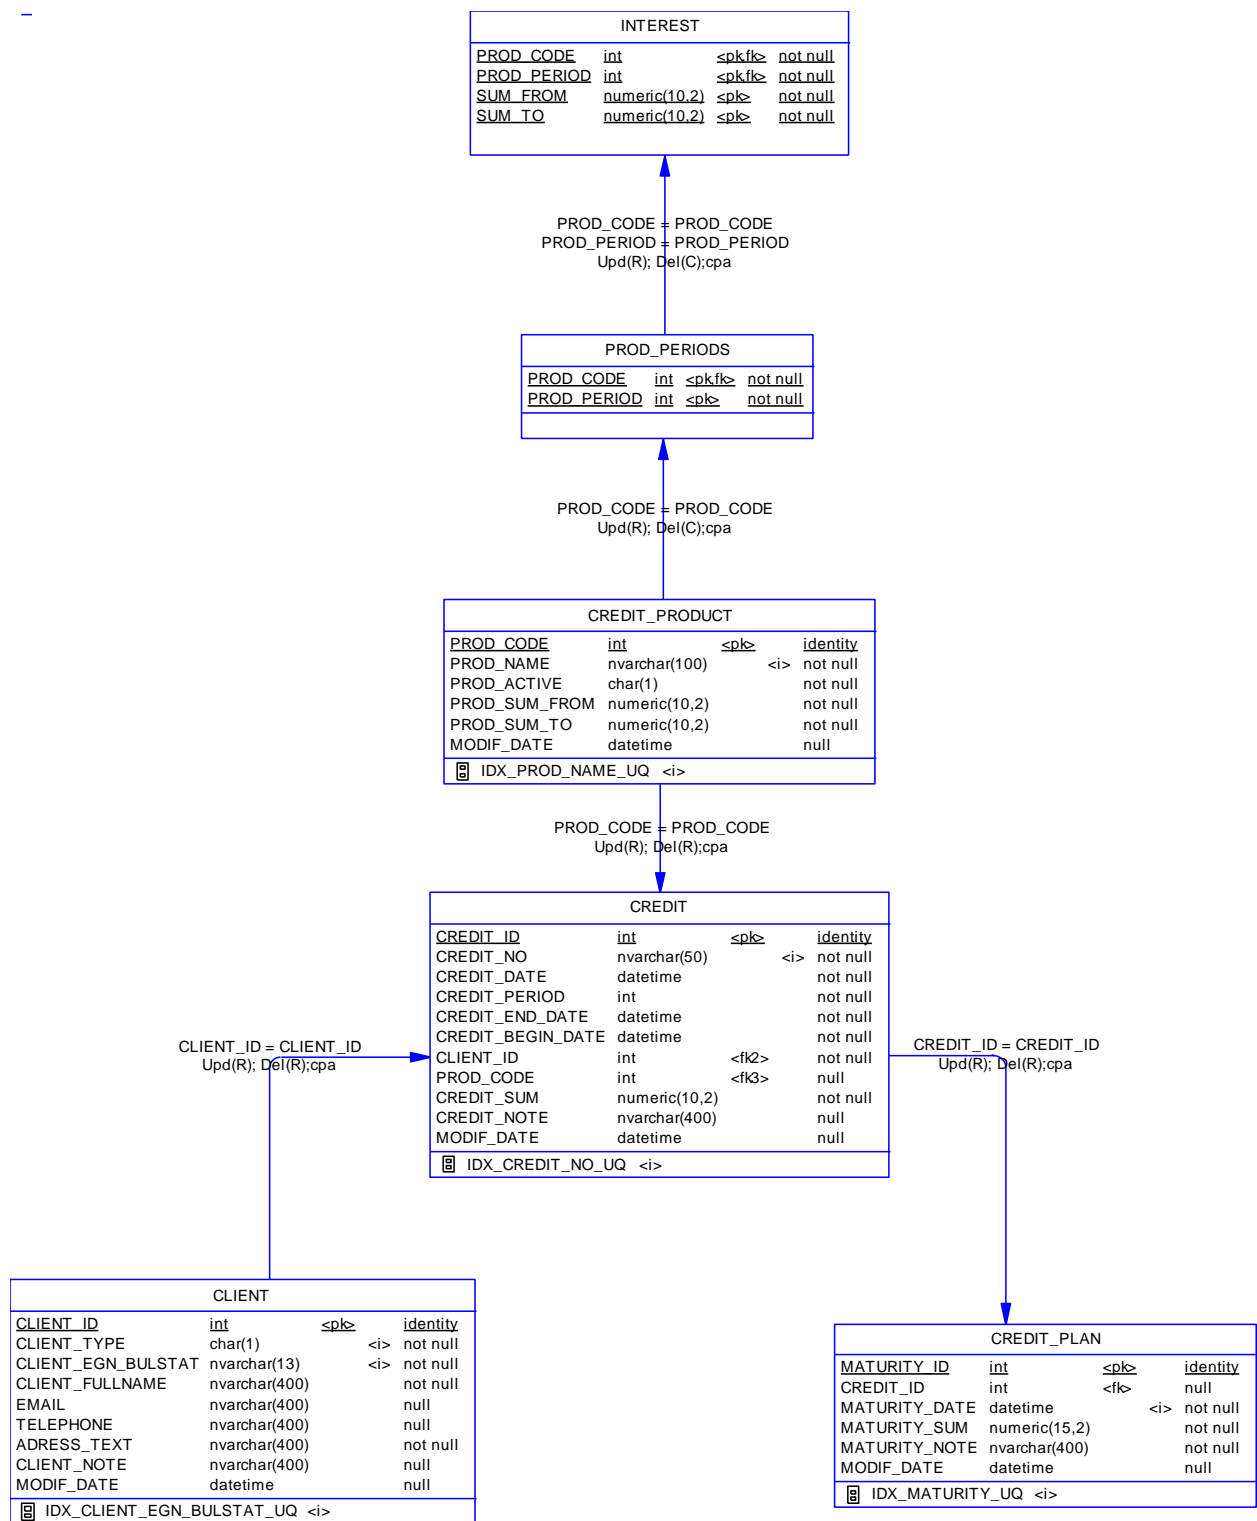 INTEREST
PROD_CODE int <pk,fk> not null
PROD_PERIOD int <pk,fk> not null
SUM_FROM numeric(10,2) <pk> not null
SUM_TO numeric(10,2) <pk> not null
PROD_CODE = PROD_CODE
PROD_PERIOD = PROD_PERIOD
Upd(R); Del(C);cpa
PROD_PERIODS
PROD_CODE int <pk,fk> not null
PROD_PERIOD int <pk> not null
PROD_CODE = PROD_CODE
Upd(R); Del(C);cpa
CREDIT_PRODUCT
PROD_CODE int <pk> identity
PROD_NAME nvarchar(100) <i> not null
PROD_ACTIVE char(1) not null
PROD_SUM_FROM numeric(10,2) not null
PROD_SUM_TO numeric(10,2) not null
MODIF_DATE datetime null
IDX_PROD_NAME_UQ <i>
PROD_CODE = PROD_CODE
Upd(R); Del(R);cpa
CREDIT
CREDIT_ID int <pk> identity
CREDIT_NO nvarchar(50) <i> not null
CREDIT_DATE datetime not null
CREDIT_PERIOD int not null
CREDIT_END_DATE datetime not null
CREDIT_BEGIN_DATE datetime not null
CLIENT_ID int <fk2> not null
PROD_CODE int <fk3> null
CREDIT_SUM numeric(10,2) not null
CREDIT_NOTE nvarchar(400) null
MODIF_DATE datetime null
IDX_CREDIT_NO_UQ <i>
CLIENT_ID = CLIENT_ID
Upd(R); Del(R);cpa
CREDIT_ID = CREDIT_ID
Upd(R); Del(R);cpa
CLIENT
CLIENT_ID int <pk> identity
CLIENT_TYPE char(1) <i> not null
CLIENT_EGN_BULSTAT nvarchar(13) <i> not null
CLIENT_FULLNAME nvarchar(400) not null
EMAIL nvarchar(400) null
TELEPHONE nvarchar(400) null
ADRESS_TEXT nvarchar(400) not null
CLIENT_NOTE nvarchar(400) null
MODIF_DATE datetime null
IDX_CLIENT_EGN_BULSTAT_UQ <i>
CREDIT_PLAN
MATURITY_ID int <pk> identity
CREDIT_ID int <fk> null
MATURITY_DATE datetime <i> not null
MATURITY_SUM numeric(15,2) not null
MATURITY_NOTE nvarchar(400) not null
MODIF_DATE datetime null
IDX_MATURITY_UQ <i>